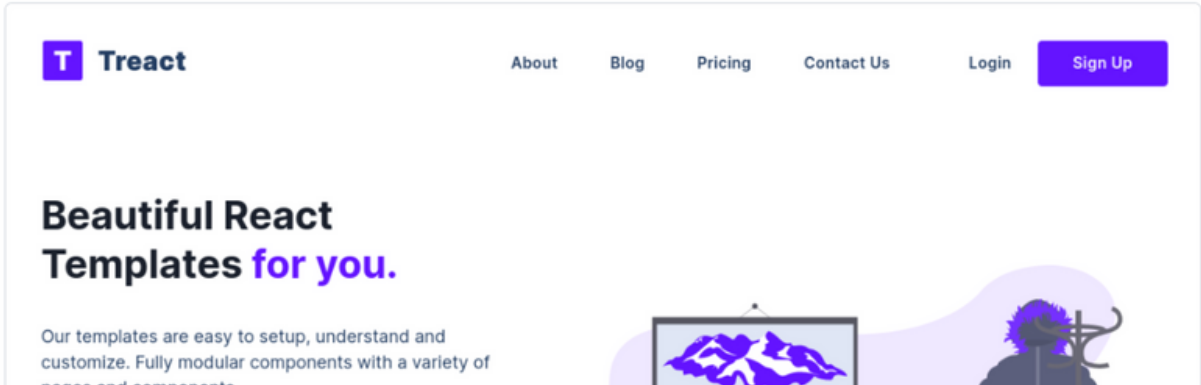 T Treact About Blog Pricing Contact Us Login Sign Up
Beautiful React
Templates for you.
Our templates are easy to setup, understand and
customize. Fully modular components with a variety of